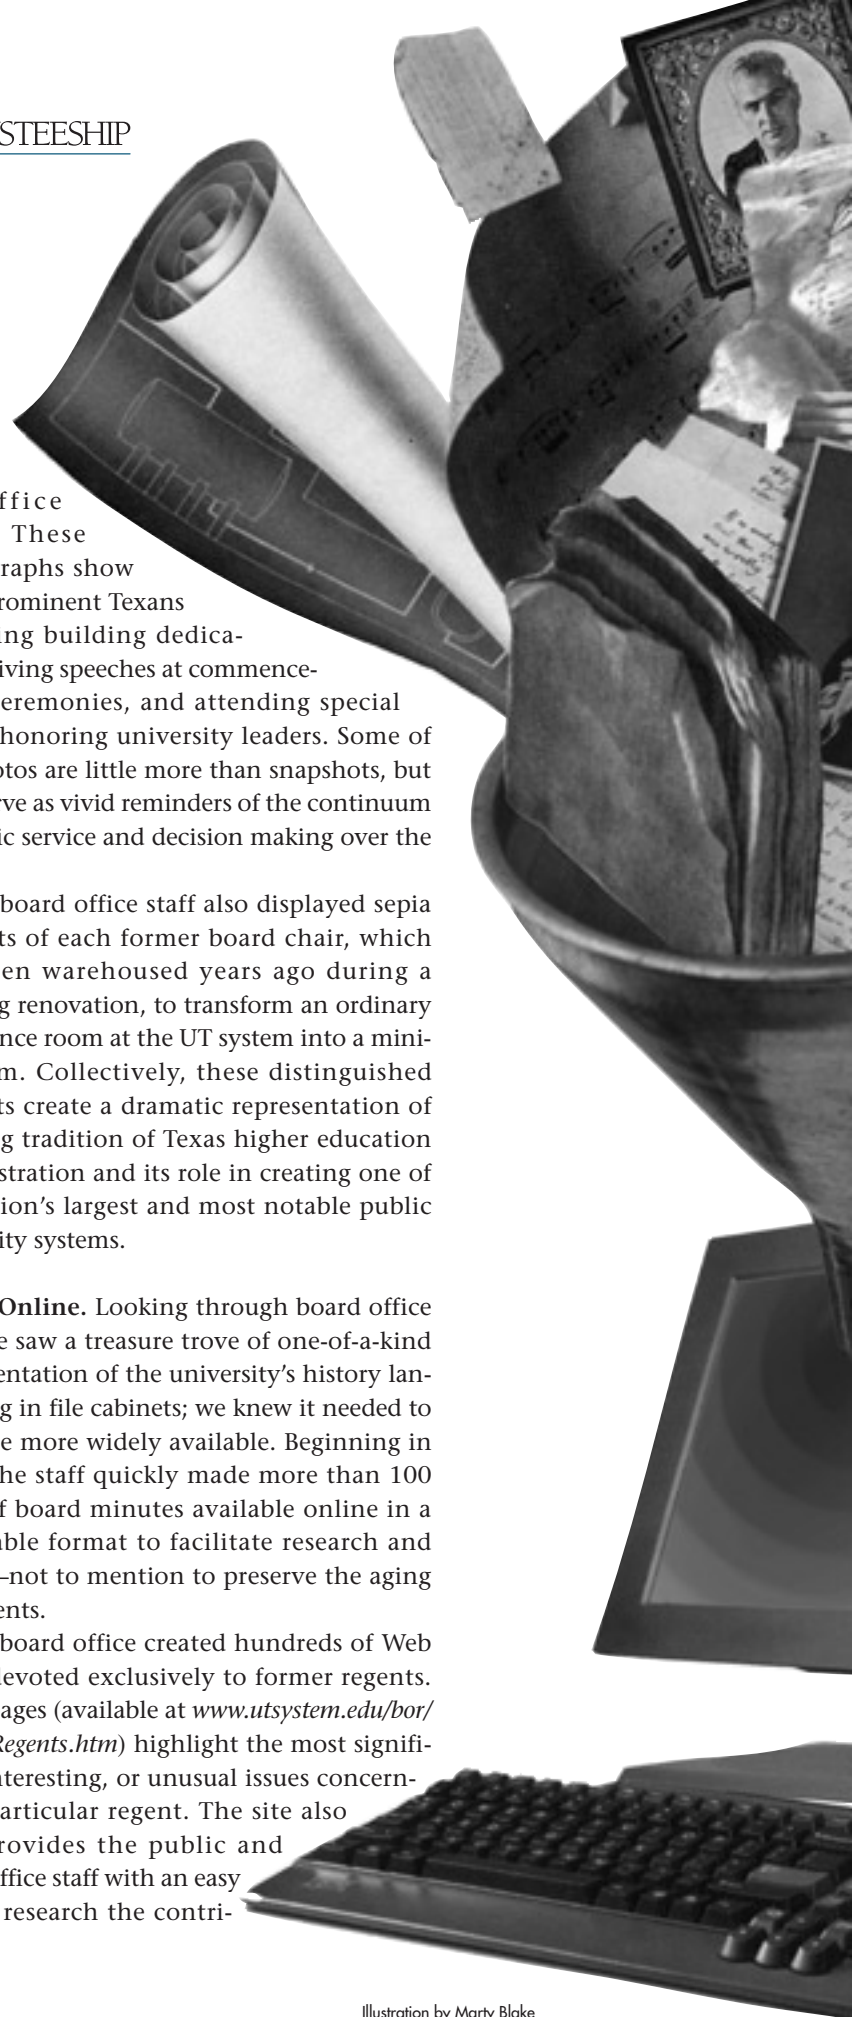 STEESHIP
ffice
These
raphs show
rominent Texans
ing building dedica-
iving speeches at commence-
eremonies, and attending special
honoring university leaders. Some of
otos are little more than snapshots, but
rve as vivid reminders of the continuum
ic service and decision making over the
board office staff also displayed sepia
ts of each former board chair, which
en warehoused years ago during a
g renovation, to transform an ordinary
nce room at the UT system into a mini-
m. Collectively, these distinguished
ts create a dramatic representation of
g tradition of Texas higher education
stration and its role in creating one of
tion’s largest and most notable public
ity systems.
Online. Looking through board office
e saw a treasure trove of one-of-a-kind
entation of the university’s history lan-
g in file cabinets; we knew it needed to
e more widely available. Beginning in
he staff quickly made more than 100
f board minutes available online in a
able format to facilitate research and
–not to mention to preserve the aging
ents.
board office created hundreds of Web
devoted exclusively to former regents.
ages (available at www.utsystem.edu/bor/
Regents.htm) highlight the most signifi-
nteresting, or unusual issues concern-
articular regent. The site also
rovides the public and
ffice staff with an easy
research the contri-
Illustration by Marty Blake